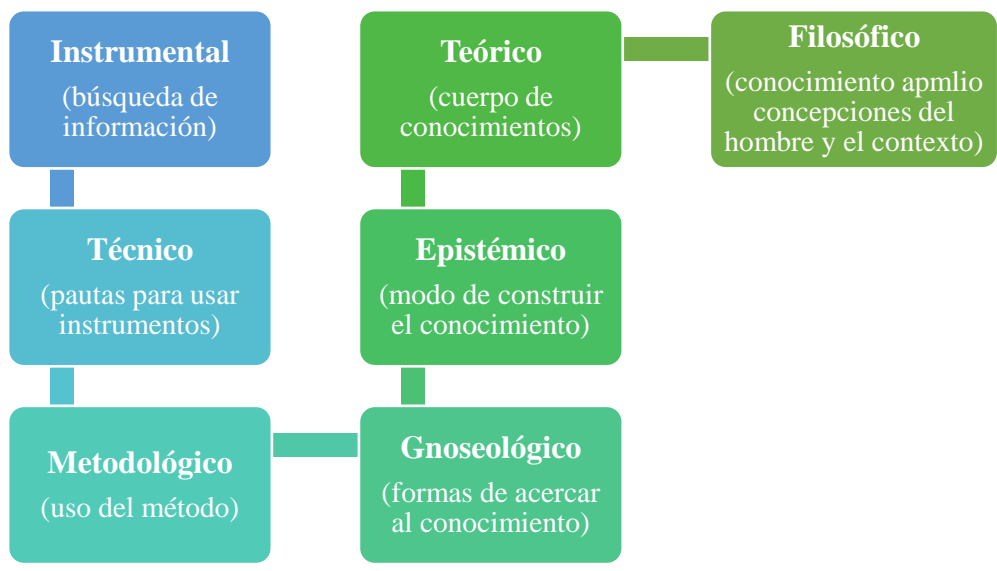 Instrumental
(búsqueda de
información)
Técnico
(pautas para usar
instrumentos)
Metodológico
(uso del método)
Gnoseológico
(formas de acercar
al conocimiento)
Epistémico
(modo de construir
el conocimiento)
Teórico
(cuerpo de
conocimientos)
Filosófico
(conocimiento apmlio
concepciones del
hombre y el contexto)